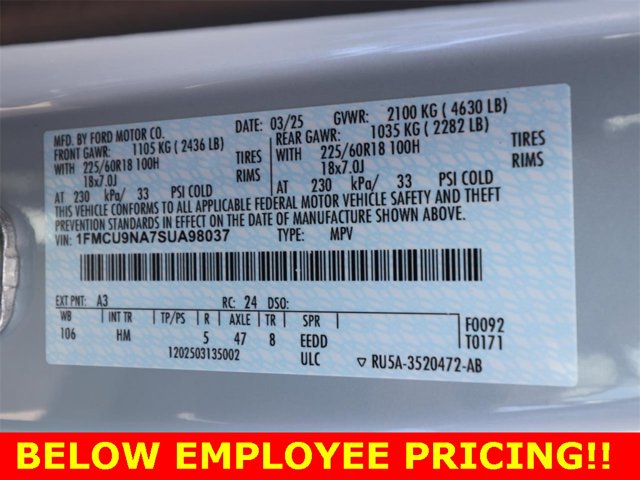 MFD. BY FORD MOTOR CO.
DATE: 03/25 GVWR: 2100 KG ( 4630 LB)
FRONT GAWR: 1105 KG ( 2436 LB) REAR GAWR: 1035 KG ( 2282 LB)
WITH 225/60R18 100H TIRES WITH 225/60R18 100H TIRES
18x7.0J RIMS 18x7.0J RIMS
AT 230 kPa/ 33 PSI COLD AT 230 kPa/ 33 PSI COLD
THIS VEHICLE CONFORMS TO ALL APPLICABLE FEDERAL MOTOR VEHICLE SAFETY AND THEFT
PREVENTION STANDARDS IN EFFECT ON THE DATE OF MANUFACTURE SHOWN ABOVE.
VIN: 1FMCU9NA7SUA98037 TYPE: MPV
EXT PNT: A3 RC: 24 DSO:
WB INT TR TP/PS R AXLE TR SPR F0092
106 HM 5 47 8 EEDD T0171
1202503135002 ULC ▽ RU5A-3520472-AB
BELOW EMPLOYEE PRICING!!